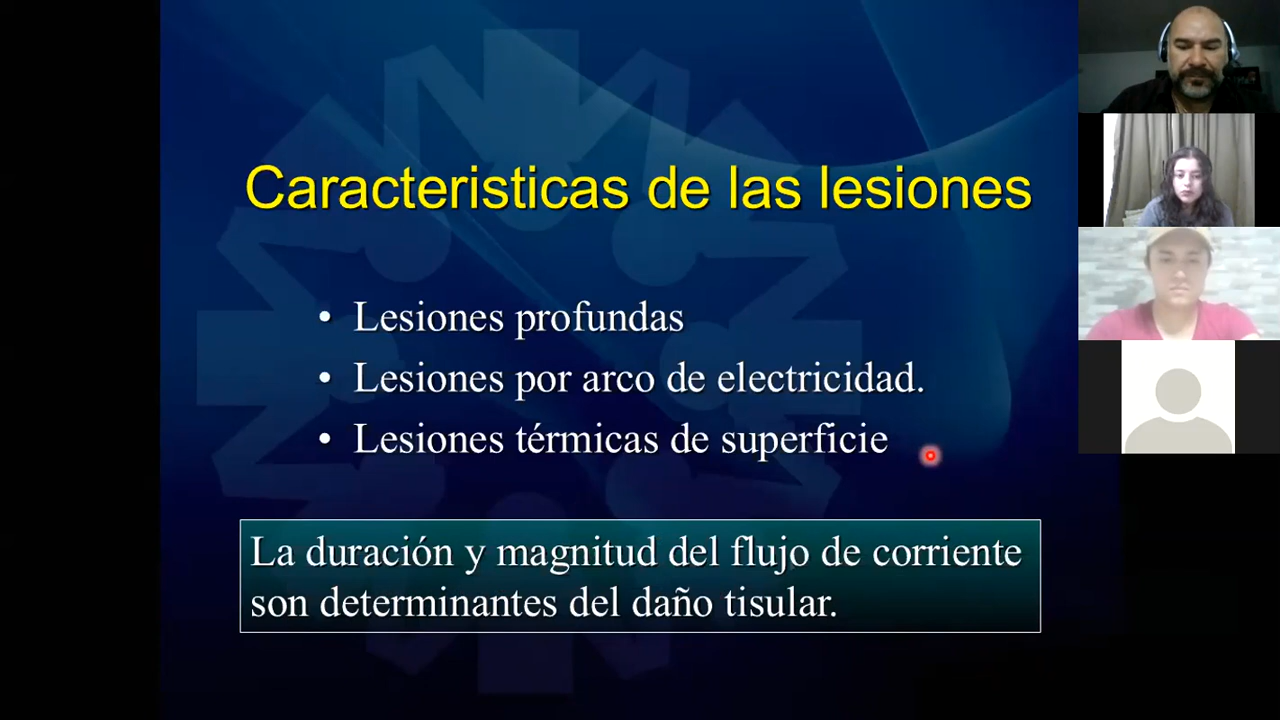 Caracteristicas de las lesiones
• Lesiones profundas
• Lesiones por arco de electricidad.
• Lesiones térmicas de superficie
La duración y magnitud del flujo de corriente
son determinantes del daño tisular.